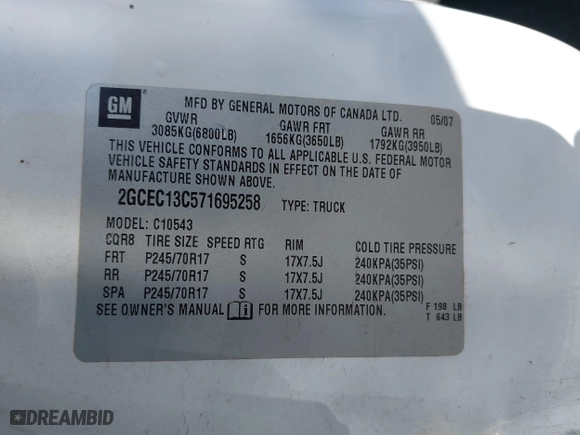 GM
MFD BY GENERAL MOTORS OF CANADA LTD. 05/07
GVWR GAWR FRT GAWR RR
3085KG(6800LB) 1656KG(3650LB) 1792KG(3950LB)
THIS VEHICLE CONFORMS TO ALL APPLICABLE U.S. FEDERAL MOTOR
VEHICLE SAFETY STANDARDS IN EFFECT ON THE DATE OF
MANUFACTURE SHOWN ABOVE.
2GCEC13C571695258 TYPE: TRUCK
MODEL: C10543
CQR8 TIRE SIZE SPEED RTG RIM COLD TIRE PRESSURE
FRT P245/70R17 S 17X7.5J 240KPA(35PSI)
RR P245/70R17 S 17X7.5J 240KPA(35PSI)
SPA P245/70R17 S 17X7.5J 240KPA(35PSI)
SEE OWNER'S MANUAL FOR MORE INFORMATION.
F 198 LB
T 643 LB
DREAMBID